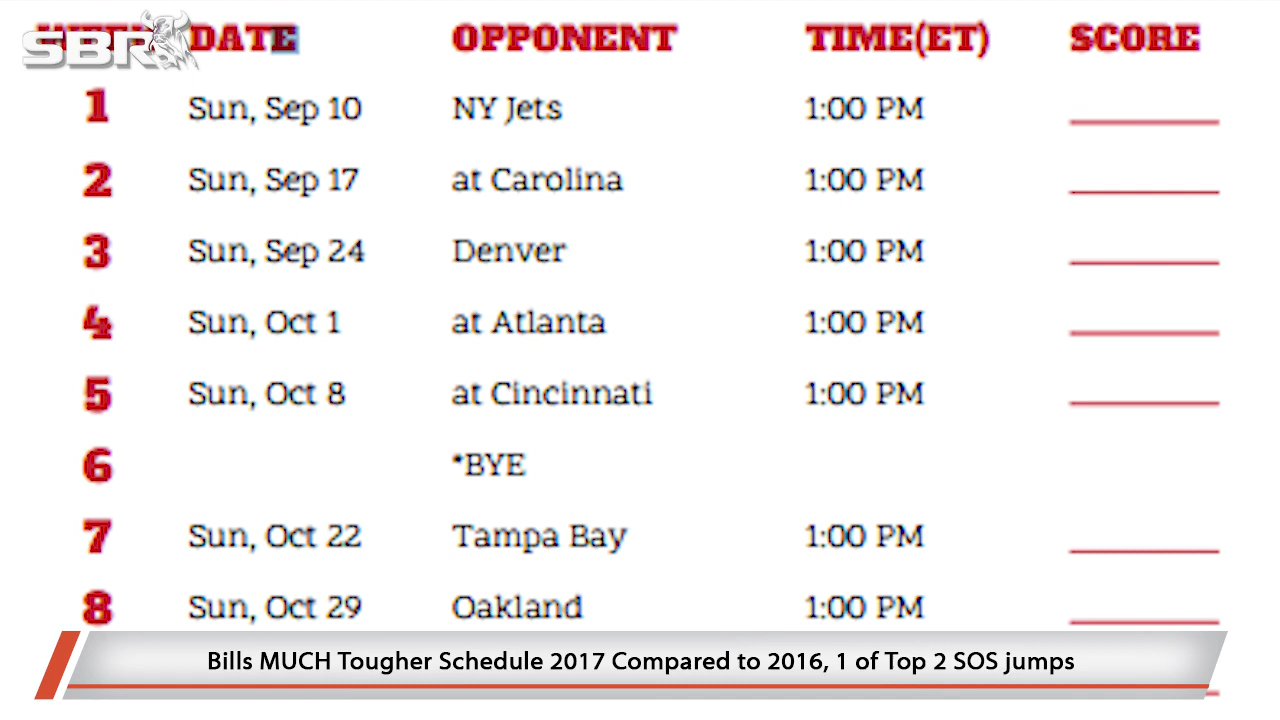 SBR DATE OPPONENT TIME(ET) SCORE
1 Sun, Sep 10 NY Jets 1:00 PM
2 Sun, Sep 17 at Carolina 1:00 PM
3 Sun, Sep 24 Denver 1:00 PM
4 Sun, Oct 1 at Atlanta 1:00 PM
5 Sun, Oct 8 at Cincinnati 1:00 PM
6 *BYE
7 Sun, Oct 22 Tampa Bay 1:00 PM
8 Sun, Oct 29 Oakland 1:00 PM
Bills MUCH Tougher Schedule 2017 Compared to 2016, 1 of Top 2 SOS jumps